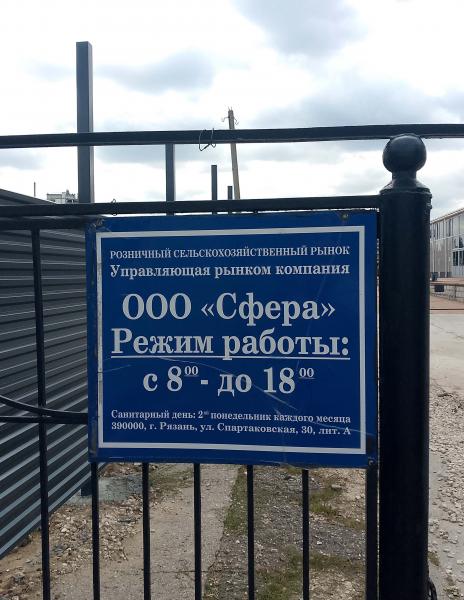 РОЗНИЧНЫЙ СЕЛЬСКОХОЗЯЙСТВЕННЫЙ РЫНОК
Управляющая рынком компания
ООО «Сфера»
Режим работы:
с 8⁰⁰ - до 18⁰⁰
Санитарный день: 2ый понедельник каждого месяца
390000, г. Рязань, ул. Спартаковская, 30, лит. А